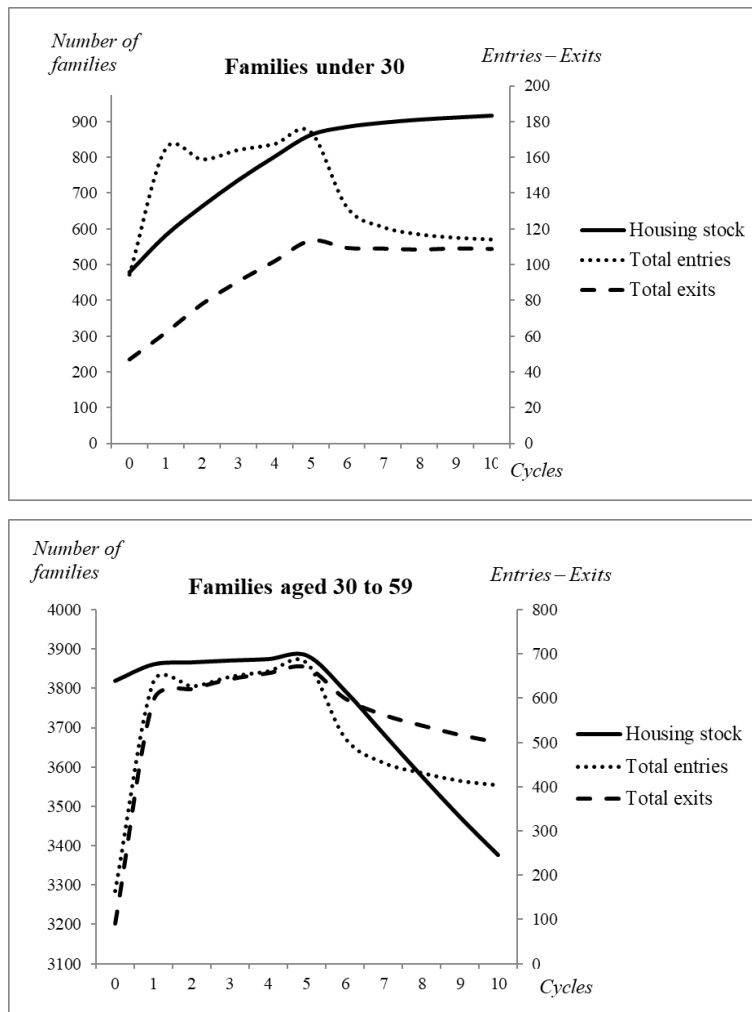 Number of
families
Families under 30
Entries – Exits
200
900
180
800
160
700
140
600
120
500
100
400
80
300
60
200
40
100
20
0
0
0 1 2 3 4 5 6 7 8 9 10
Cycles
Housing stock
Total entries
Total exits
Number of
families
Families aged 30 to 59
Entries – Exits
4000
800
3900
700
3800
600
3700
500
3600
3500
400
3400
300
3300
200
3200
100
3100
0
0 1 2 3 4 5 6 7 8 9 10
Cycles
Housing stock
Total entries
Total exits